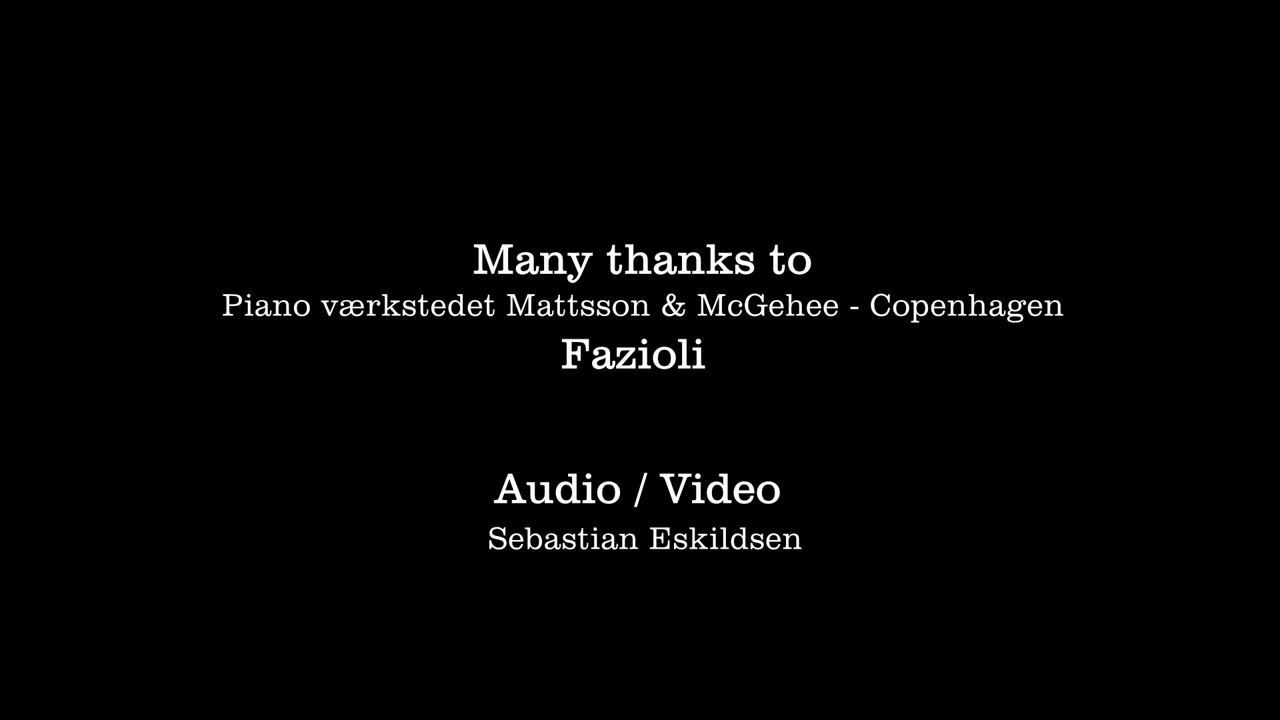 Many thanks to
Piano værkstedet Mattsson & McGehee - Copenhagen
Fazioli
Audio / Video
Sebastian Eskildsen